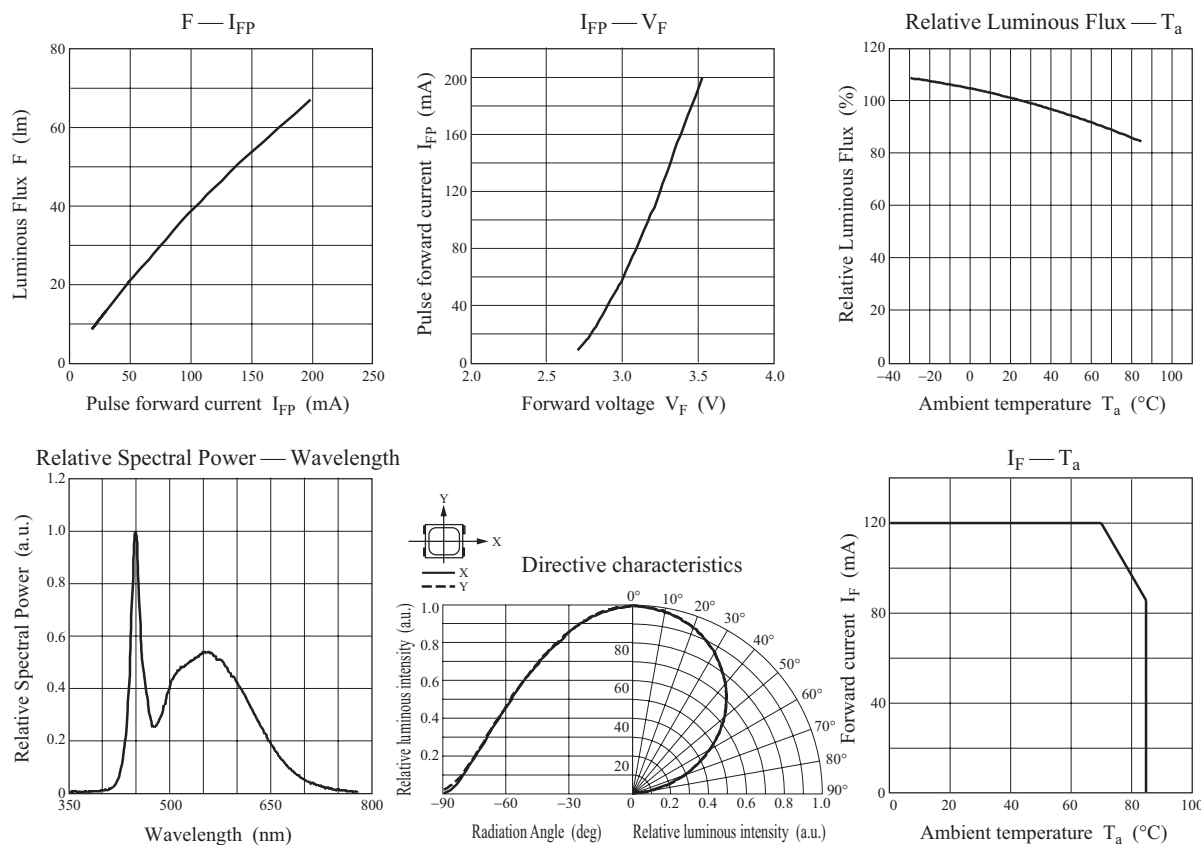 F — I_FP
Luminous Flux F (lm)
80
60
40
20
0
0 50 100 150 200 250
Pulse forward current I_FP (mA)
I_FP — V_F
Pulse forward current I_FP (mA)
200
160
120
80
40
0
2.0 2.5 3.0 3.5 4.0
Forward voltage V_F (V)
Relative Luminous Flux — T_a
Relative Luminous Flux (%)
120
100
80
60
40
20
0
–40 –20 0 20 40 60 80 100
Ambient temperature T_a (°C)
Relative Spectral Power — Wavelength
Relative Spectral Power (a.u.)
1.2
1.0
0.8
0.6
0.4
0.2
0
350 500 650 800
Wavelength (nm)
Y
X
X
Y
Directive characteristics
Relative luminous intensity (a.u.)
1.0
0.8
0.6
0.4
0.2
80
60
40
20
0° 10° 20° 30° 40° 50° 60° 70° 80° 90°
–90 –60 –30 0 0.2 0.4 0.6 0.8 1.0
Radiation Angle (deg) Relative luminous intensity (a.u.)
I_F — T_a
Forward current I_F (mA)
120
80
40
0
0 20 40 60 80 100
Ambient temperature T_a (°C)